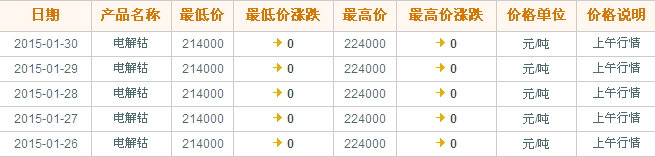 日期 产品名称 最低价 最低价涨跌 最高价 最高价涨跌 价格单位 价格说明
2015-01-30 电解钴 214000 → 0 224000 → 0 元/吨 上午行情
2015-01-29 电解钴 214000 → 0 224000 → 0 元/吨 上午行情
2015-01-28 电解钴 214000 → 0 224000 → 0 元/吨 上午行情
2015-01-27 电解钴 214000 → 0 224000 → 0 元/吨 上午行情
2015-01-26 电解钴 214000 → 0 224000 → 0 元/吨 上午行情